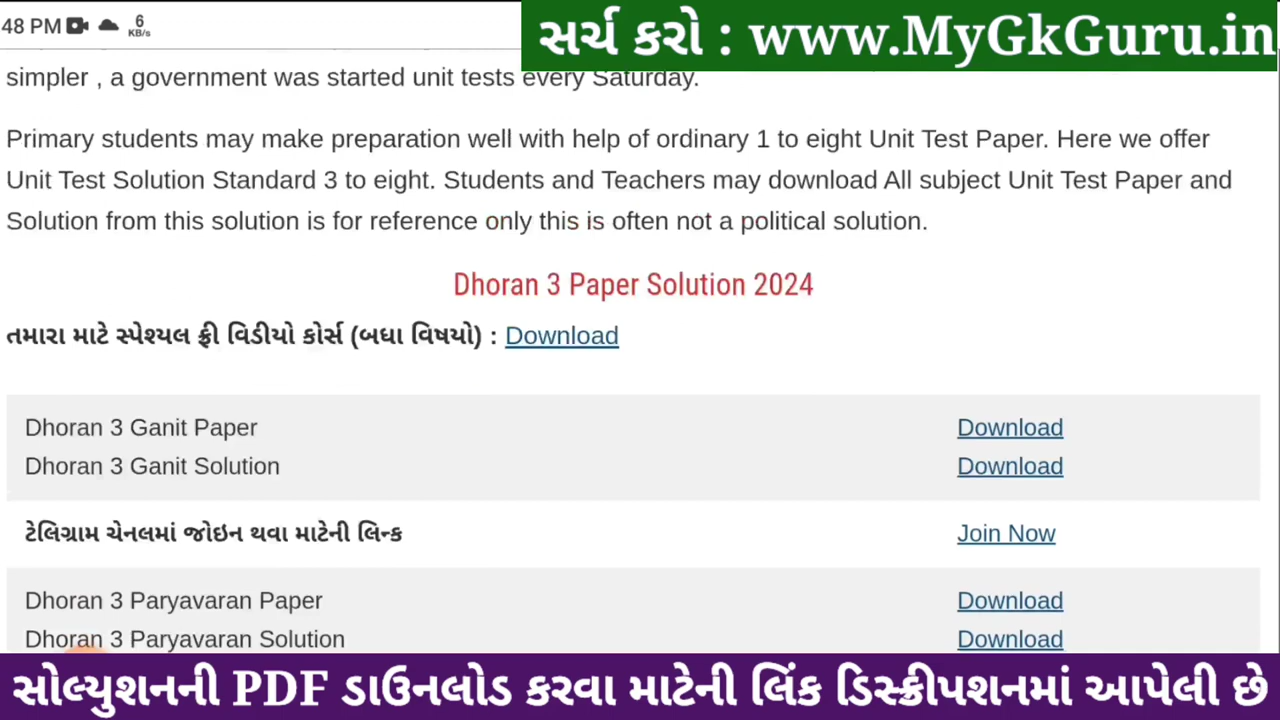 48 PM
6
KB/s
સર્ચ કરો : www.MyGkGuru.in
simpler , a government was started unit tests every Saturday.
Primary students may make preparation well with help of ordinary 1 to eight Unit Test Paper. Here we offer
Unit Test Solution Standard 3 to eight. Students and Teachers may download All subject Unit Test Paper and
Solution from this solution is for reference only this is often not a political solution.
Dhoran 3 Paper Solution 2024
તમારા માટે સ્પેશ્યલ ફ્રી વિડીયો કોર્સ (બધા વિષયો) : Download
Dhoran 3 Ganit Paper Download
Dhoran 3 Ganit Solution Download
ટેલિગ્રામ ચેનલમાં જોઇન થવા માટેની લિન્ક Join Now
Dhoran 3 Paryavaran Paper Download
Dhoran 3 Paryavaran Solution Download
સોલ્યુશનની PDF ડાઉનલોડ કરવા માટેની લિંક ડિસ્ક્રીપશનમાં આપેલી છે